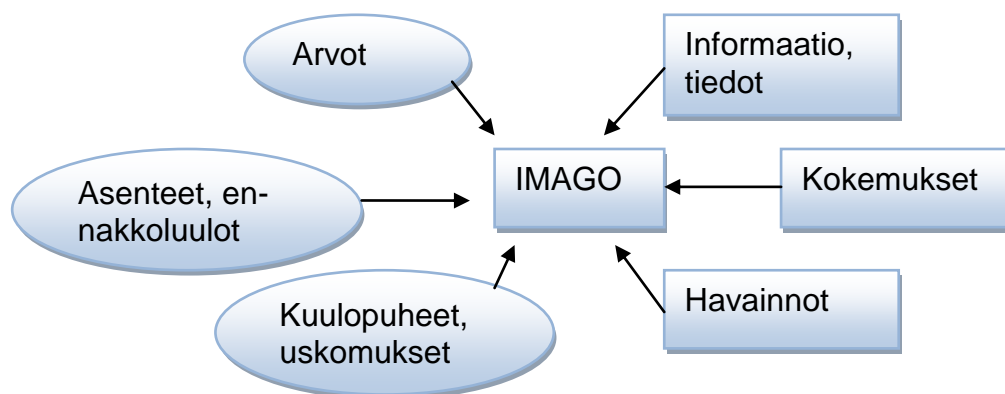 Arvot
Informaatio,
tiedot
Asenteet, en-
nakkoluulot
IMAGO
Kokemukset
Kuulopuheet,
uskomukset
Havainnot